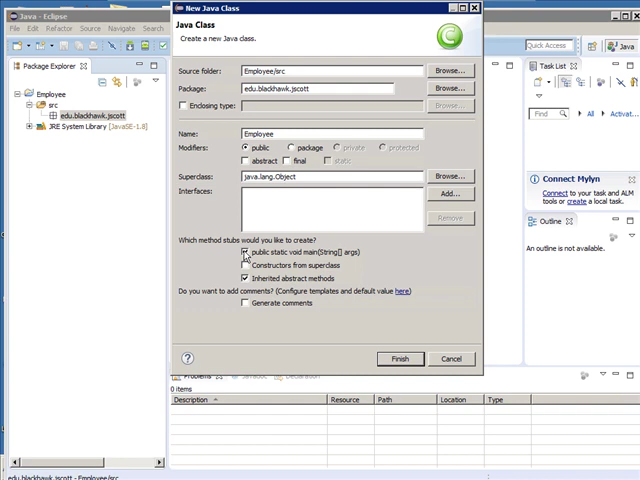 Java - Eclipse
File Edit Refactor Source Navigate Search
New Java Class
Java Class
Create a new Java class.
Source folder: Employee/src Browse...
Package: edu.blackhawk.jscott Browse...
Enclosing type: Browse...
Name: Employee
Modifiers: public package private protected
abstract final static
Superclass: java.lang.Object Browse...
Interfaces: Add...
Remove
Which method stubs would you like to create?
public static void main(String[] args)
Constructors from superclass
Inherited abstract methods
Do you want to add comments? (Configure templates and default value here)
Generate comments
? Finish Cancel
Package Explorer
Employee
src
edu.blackhawk.jscott
JRE System Library [JavaSE-1.8]
Quick Access Java
Task List
Find All Activat...
Connect Mylyn
Connect to your task and ALM
tools or create a local task.
Outline
An outline is not available.
Problems Javadoc Declaration
0 items
Description Resource Path Location Type
edu.blackhawk.jscott - Employee/src